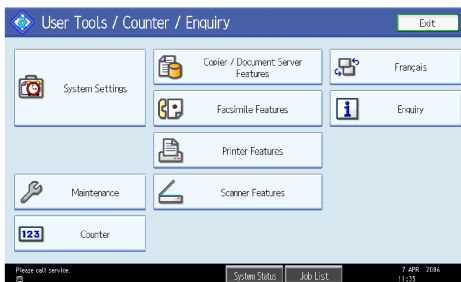 User Tools / Counter / Enquiry
Exit
System Settings
Copier / Document Server
Features
Français
Facsimile Features
Enquiry
Printer Features
Maintenance
Scanner Features
123
Counter
Please call service.
System Status
Job List
7 APR 2006
11:35